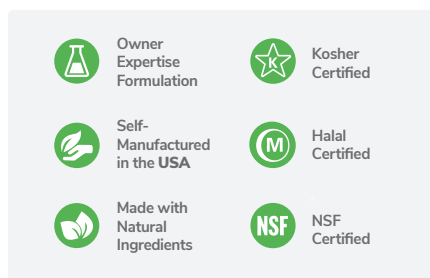 Owner
Expertise
Formulation
K
Kosher
Certified
Self-
Manufactured
in the USA
M
Halal
Certified
Made with
Natural
Ingredients
NSF
NSF
Certified